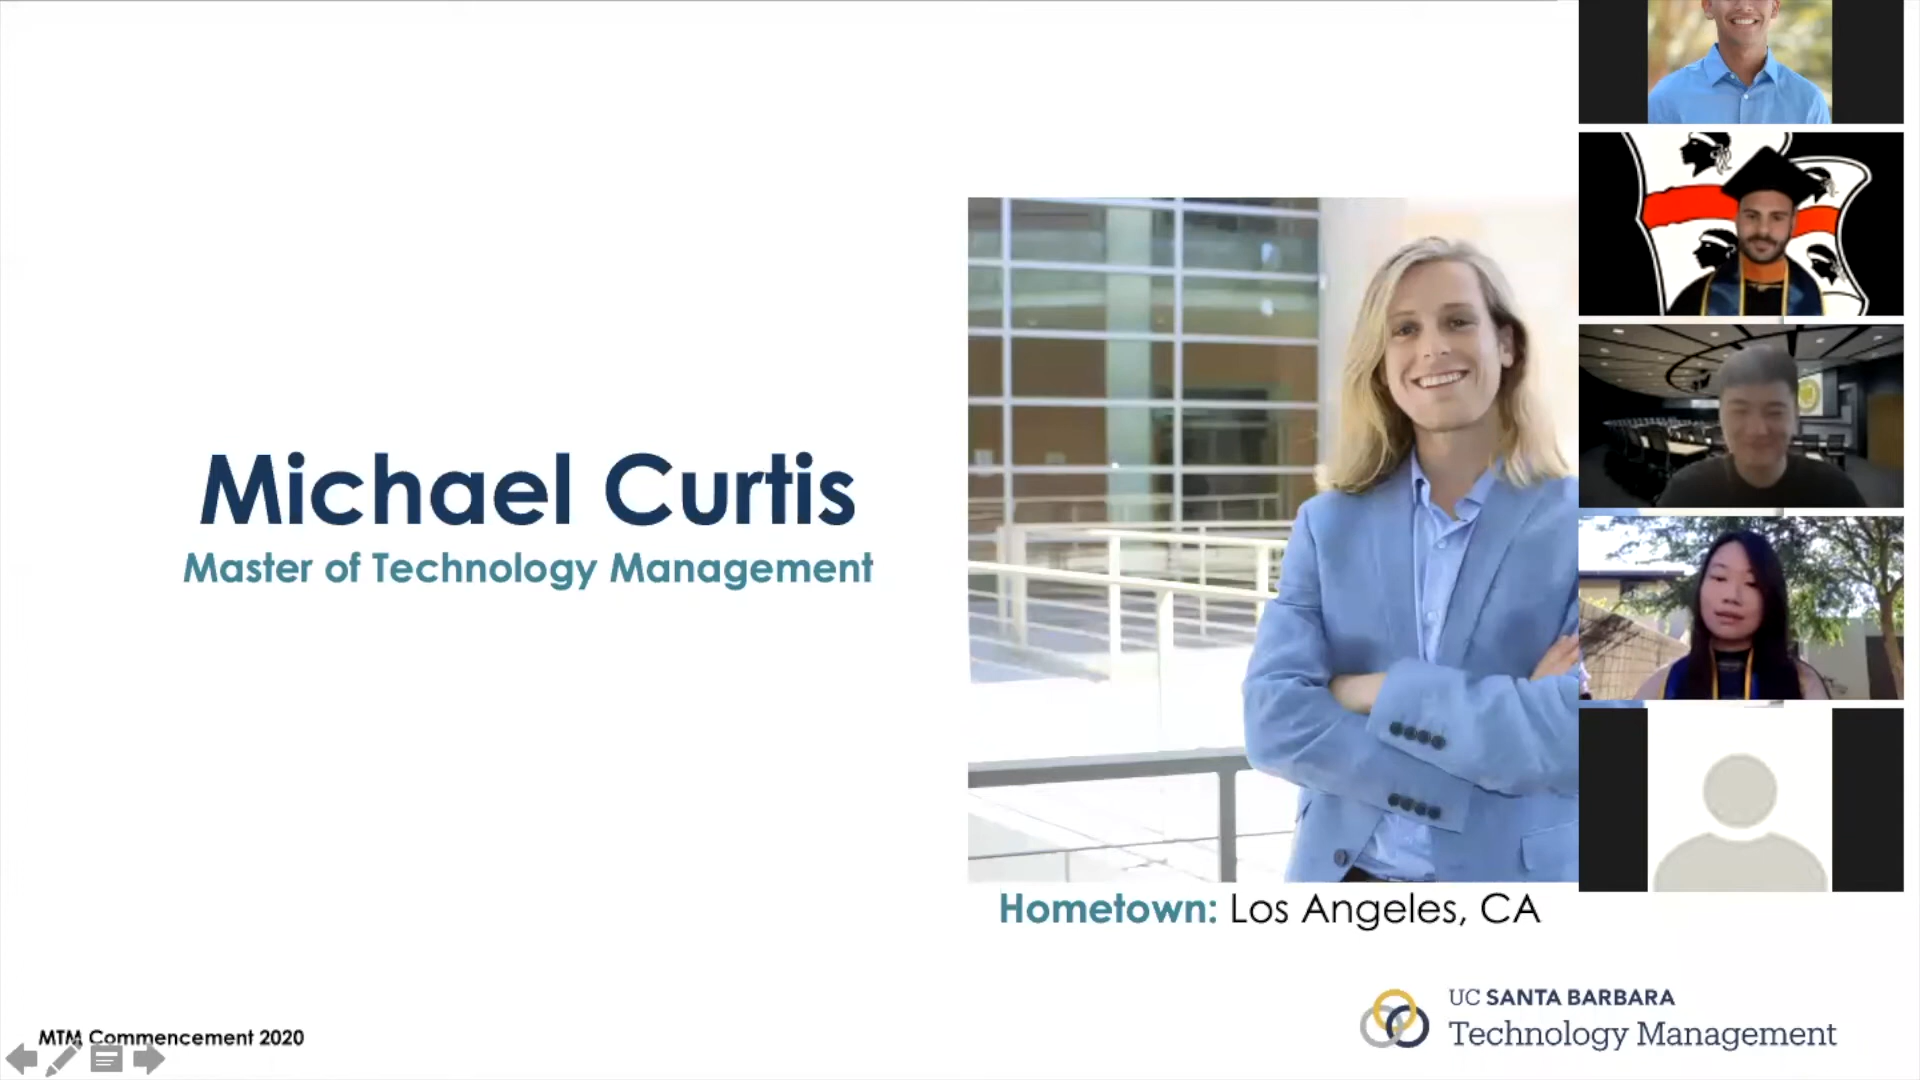 Michael Curtis
Master of Technology Management
Hometown: Los Angeles, CA
MTM Commencement 2020
UC SANTA BARBARA
Technology Management